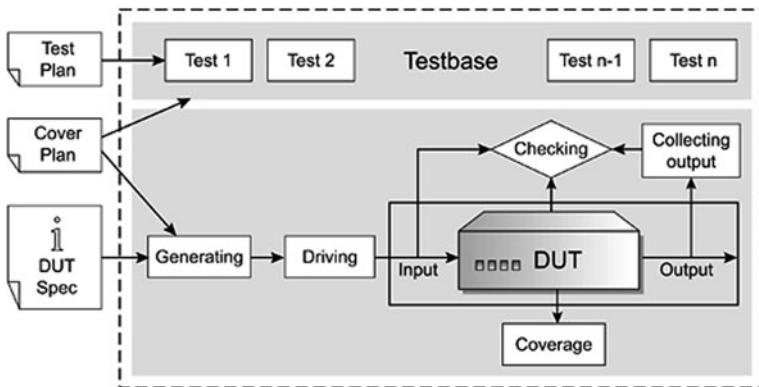 Test
Plan
Test 1
Test 2
Testbase
Test n-1
Test n
Cover
Plan
Checking
Collecting
output
i
DUT
Spec
Generating
Driving
Input
DUT
Output
Coverage